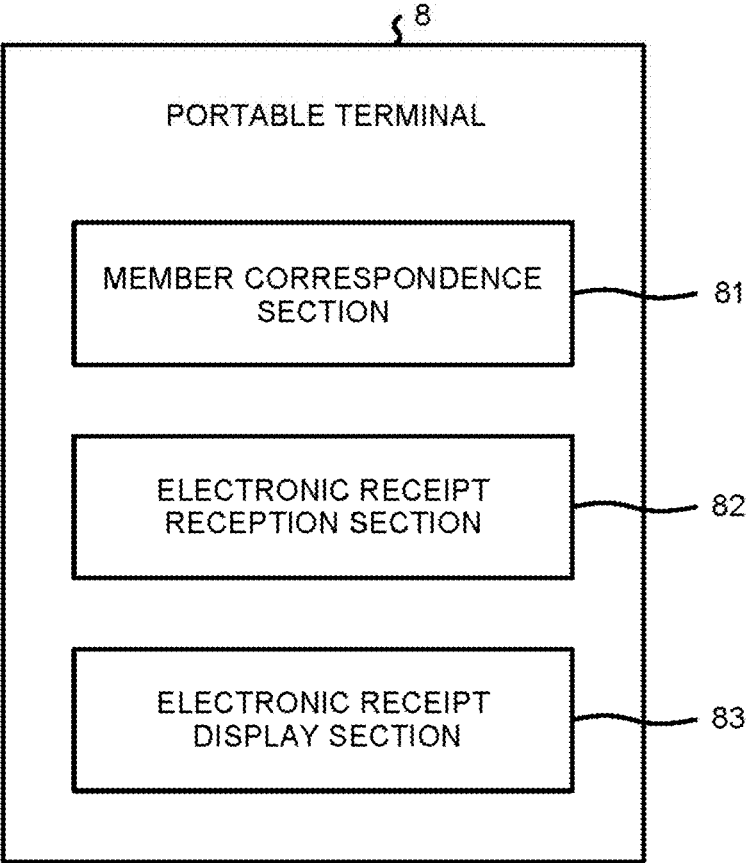 8
PORTABLE TERMINAL
MEMBER CORRESPONDENCE
SECTION
81
ELECTRONIC RECEIPT
RECEPTION SECTION
82
ELECTRONIC RECEIPT
DISPLAY SECTION
83